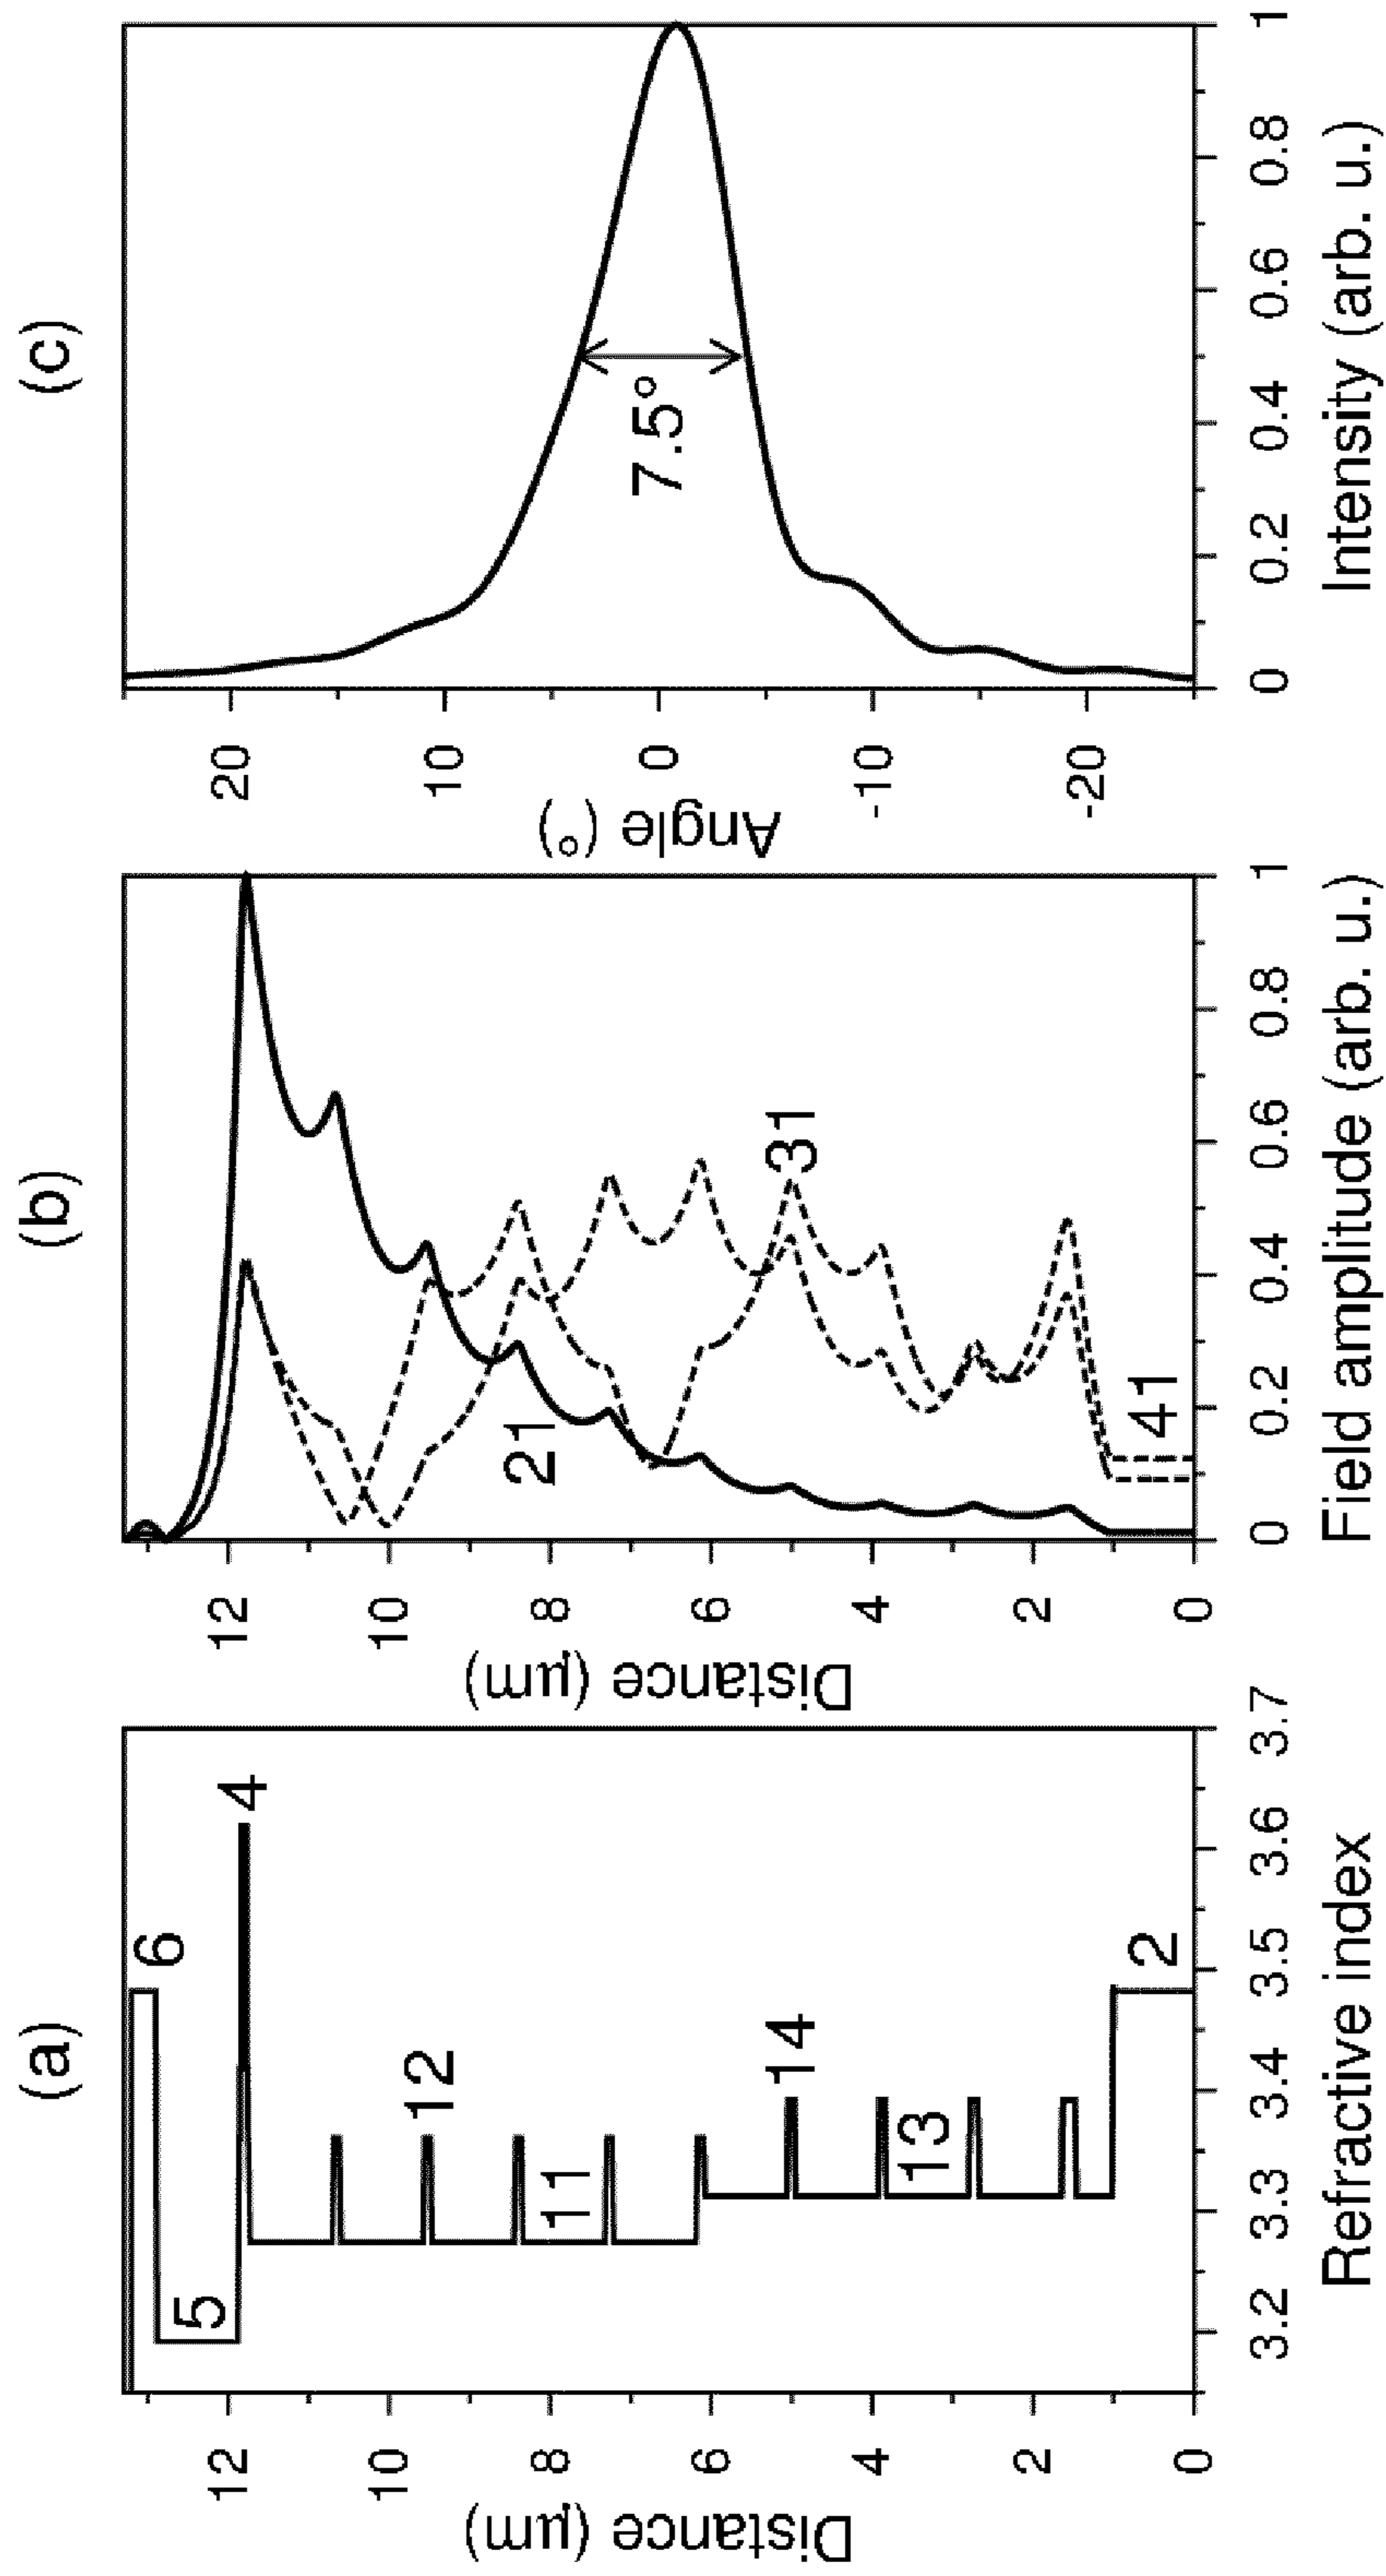 (a)
Distance (μm)
12
10
8
6
4
2
0
6
5
4
12
11
14
13
2
3.2 3.3 3.4 3.5 3.6 3.7
Refractive index
(b)
Distance (μm)
12
10
8
6
4
2
0
21
31
41
0 0.2 0.4 0.6 0.8 1
Field amplitude (arb. u.)
(c)
Angle (°)
20
10
0
-10
-20
7.5°
0 0.2 0.4 0.6 0.8 1
Intensity (arb. u.)